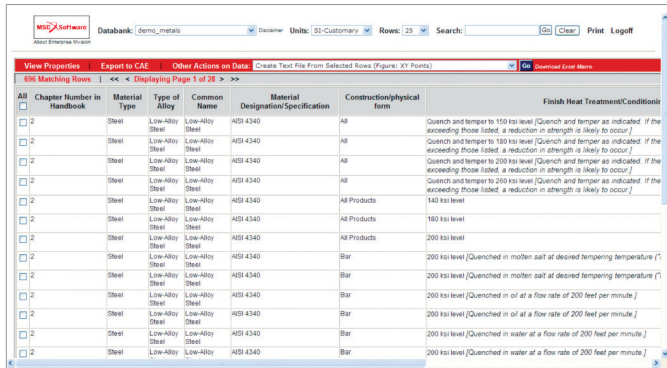 MSC Software
About Enterprise Mvision
Databank: demo_metals Disclaimer Units: SI-Customary Rows: 25 Search: Go Clear Print Logoff
View Properties | Export to CAE | Other Actions on Data: Create Text File From Selected Rows (Figure: XY Points) Go Download Excel Macro
696 Matching Rows | << < Displaying Page 1 of 28 > >>
All Chapter Number in Handbook Material Type Type of Alloy Common Name Material Designation/Specification Construction/physical form Finish Heat Treatment/Conditionin
2 Steel Low-Alloy Steel Low-Alloy Steel AISI 4340 All Quench and temper to 150 ksi level [Quench and temper as indicated. If the exceeding those listed, a reduction in strength is likely to occur.]
2 Steel Low-Alloy Steel Low-Alloy Steel AISI 4340 All Quench and temper to 180 ksi level [Quench and temper as indicated. If the exceeding those listed, a reduction in strength is likely to occur.]
2 Steel Low-Alloy Steel Low-Alloy Steel AISI 4340 All Quench and temper to 200 ksi level [Quench and temper as indicated. If the exceeding those listed, a reduction in strength is likely to occur.]
2 Steel Low-Alloy Steel Low-Alloy Steel AISI 4340 All Quench and temper to 260 ksi level [Quench and temper as indicated. If the exceeding those listed, a reduction in strength is likely to occur.]
2 Steel Low-Alloy Steel Low-Alloy Steel AISI 4340 All Products 140 ksi level
2 Steel Low-Alloy Steel Low-Alloy Steel AISI 4340 All Products 180 ksi level
2 Steel Low-Alloy Steel Low-Alloy Steel AISI 4340 All Products 200 ksi level
2 Steel Low-Alloy Steel Low-Alloy Steel AISI 4340 Bar 200 ksi level [Quenched in molten salt at desired tempering temperature ("
2 Steel Low-Alloy Steel Low-Alloy Steel AISI 4340 Bar 200 ksi level [Quenched in molten salt at desired tempering temperature ("
2 Steel Low-Alloy Steel Low-Alloy Steel AISI 4340 Bar 200 ksi level [Quenched in oil at a flow rate of 200 feet per minute.]
2 Steel Low-Alloy Steel Low-Alloy Steel AISI 4340 Bar 200 ksi level [Quenched in oil at a flow rate of 200 feet per minute.]
2 Steel Low-Alloy Steel Low-Alloy Steel AISI 4340 Bar 200 ksi level [Quenched in water at a flow rate of 200 feet per minute.]
2 Steel Low-Alloy Steel Low-Alloy Steel AISI 4340 Bar 200 ksi level [Quenched in water at a flow rate of 200 feet per minute.]